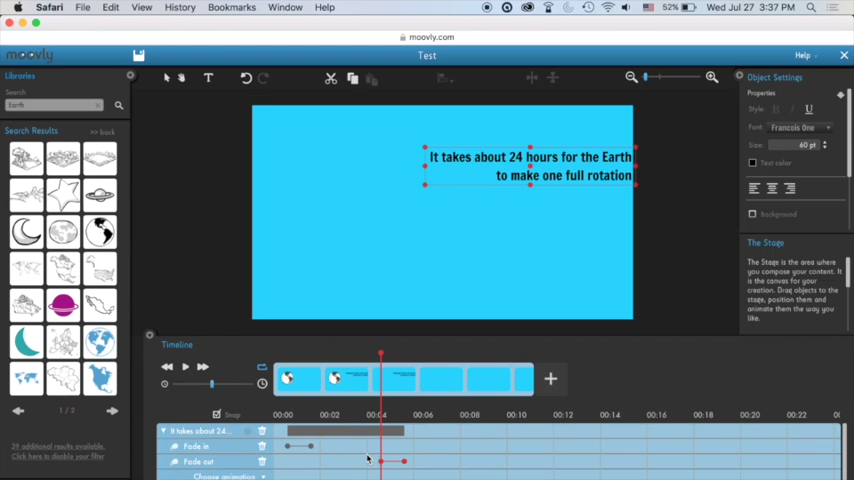 Safari File Edit View History Bookmarks Window Help 52% Wed Jul 27 3:37 PM
moovly.com
moovly Test Help
Libraries
Object Settings
Search
Properties
Earth
Style: B I U
Font: Francois One
Search Results >> back
Size: 60 pt
It takes about 24 hours for the Earth
to make one full rotation
Text color
Background
The Stage
The Stage is the area where
you compose your content. It
is the canvas for your
creation. Drag objects to the
stage, position them and
animate them the way you
like.
Timeline
1 / 2
Snap 00:00 00:02 00:04 00:06 00:08 00:10 00:12 00:14 00:16 00:18 00:20 00:22
It takes about 24...
39 additional results available.
Click here to disable your filter
Fade in
Fade out
Choose animation